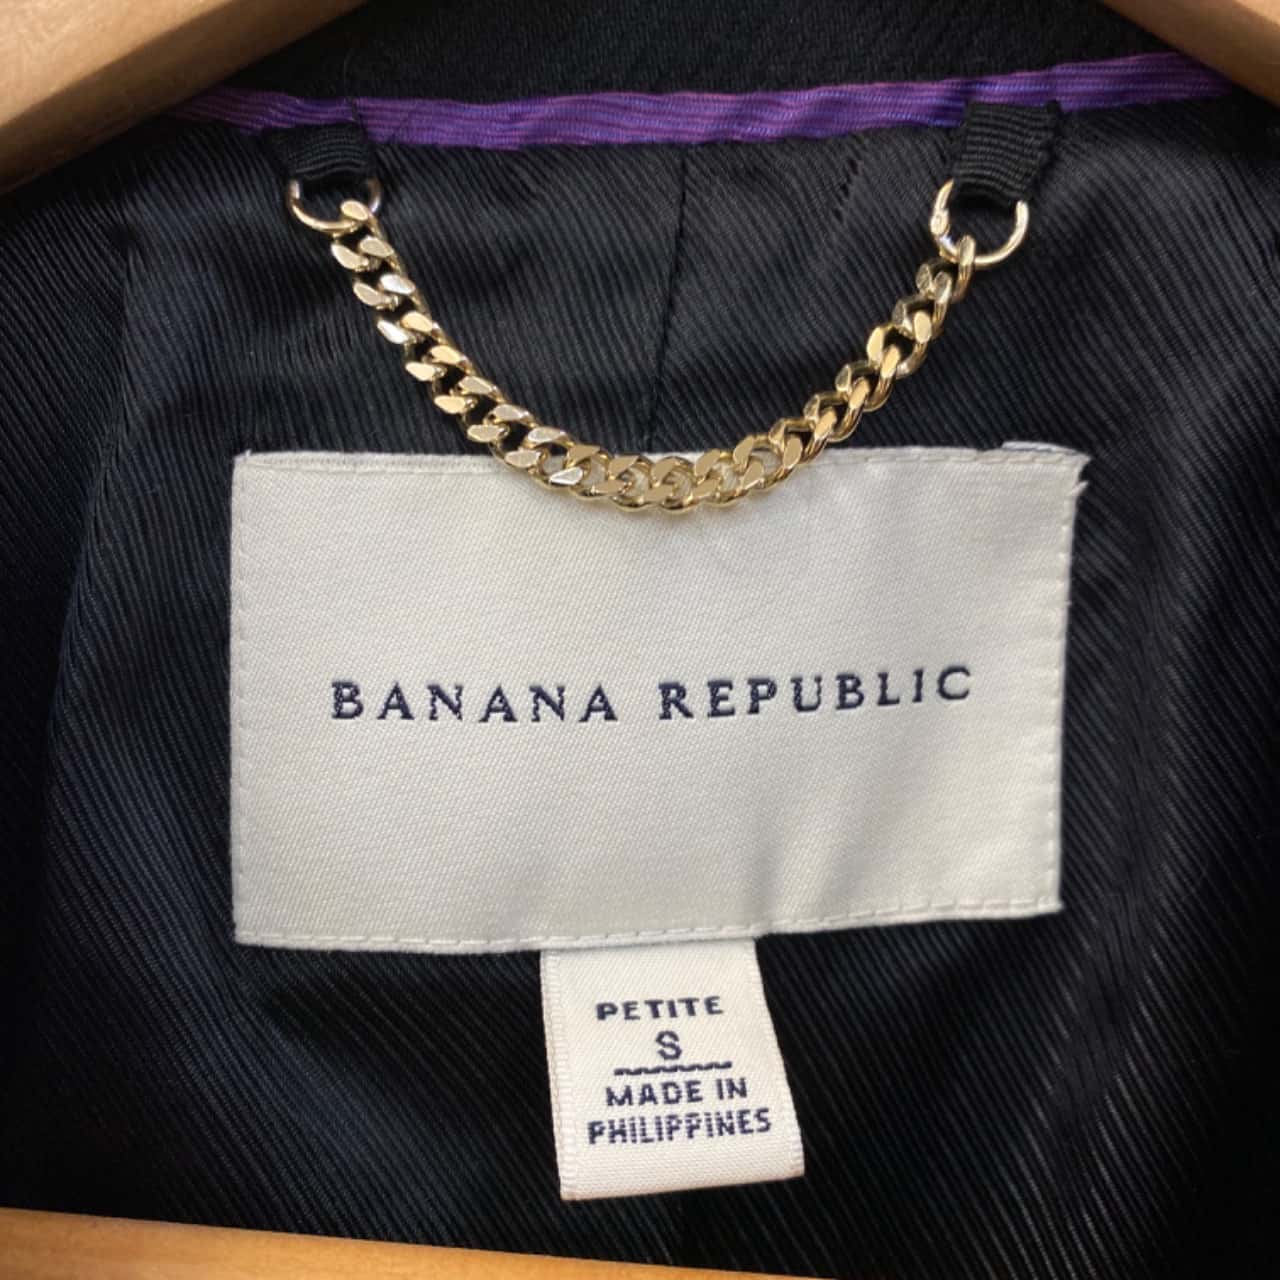 BANANA REPUBLIC
PETITE
S
MADE IN
PHILIPPINES